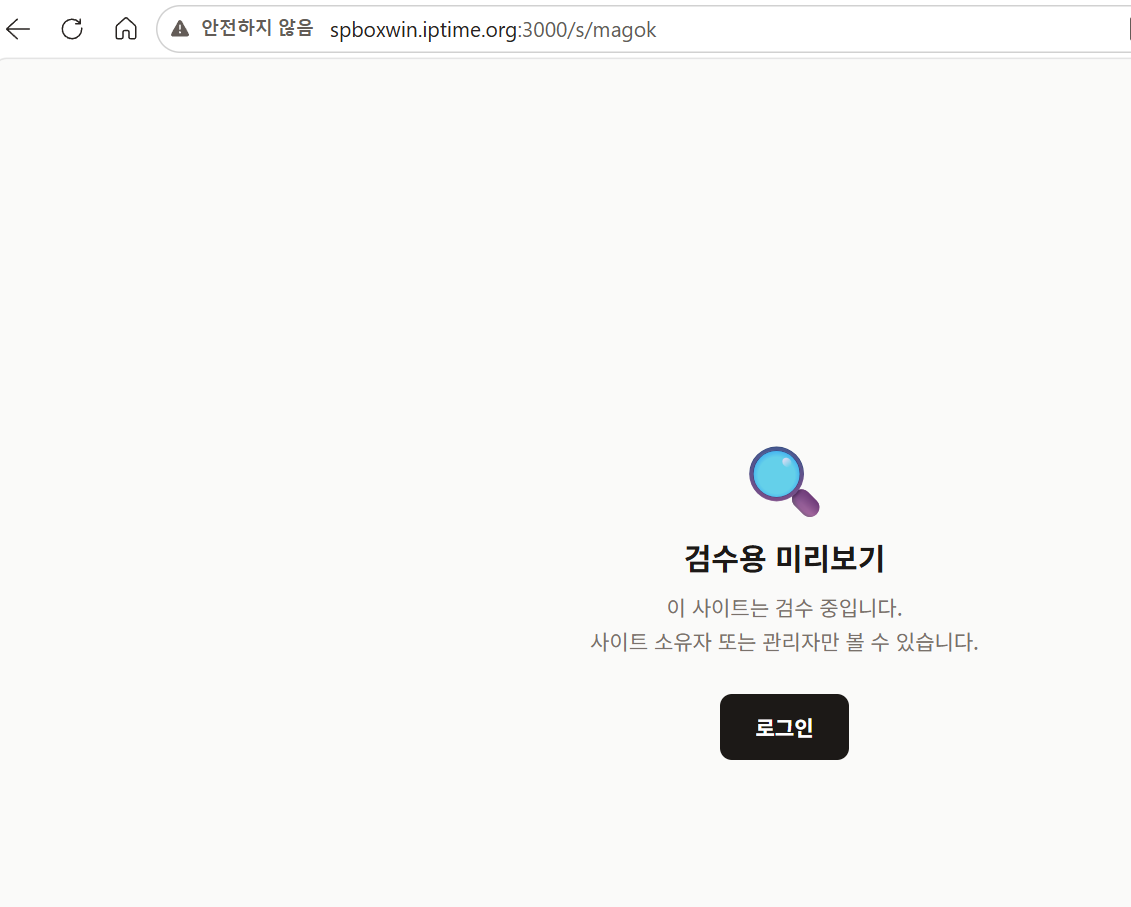 안전하지 않음 spboxwin.iptime.org:3000/s/magok
검수용 미리보기
이 사이트는 검수 중입니다.
사이트 소유자 또는 관리자만 볼 수 있습니다.
로그인